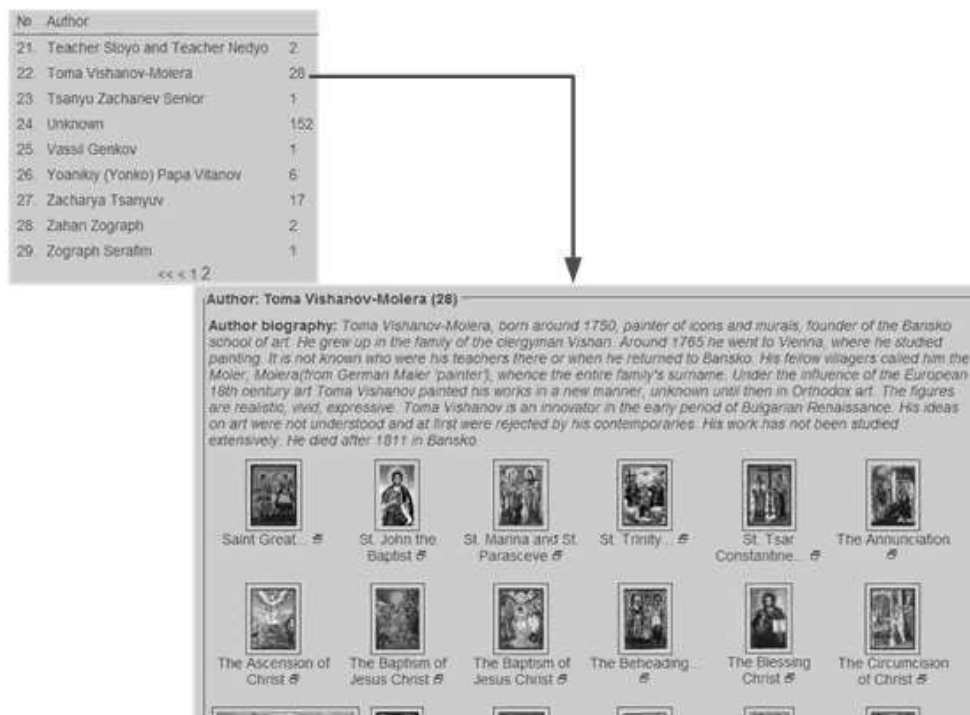 № Author
21. Teacher Stoyo and Teacher Nedyo 2
22. Toma Vishanov-Molera 28
23. Tsanyu Zachariev Senior 1
24. Unknown 152
25. Vassil Genkov 1
26. Yoanikiy (Yonko) Papa Vitanov 6
27. Zacharya Tsanyuv 17
28. Zahari Zograph 2
29. Zograph Serafim 1
<< < 1 2
Author: Toma Vishanov-Molera (28)
Author biography: Toma Vishanov-Molera, born around 1750, painter of icons and murals, founder of the Bansko
school of art. He grew up in the family of the clergyman Vishan. Around 1765 he went to Vienna, where he studied
painting. It is not known who were his teachers there or when he returned to Bansko. His fellow villagers called him the
Moler, Molera(from German Maler 'painter'), whence the entire family's surname. Under the influence of the European
18th century art Toma Vishanov painted his works in a new manner, unknown until then in Orthodox art. The figures
are realistic, vivid, expressive. Toma Vishanov is an innovator in the early period of Bulgarian Renaissance. His ideas
on art were not understood and at first were rejected by his contemporaries. His work has not been studied
extensively. He died after 1811 in Bansko.
Saint Great... St. John the St. Marina and St. St. Trinity... St. Tsar The Annunciation
Baptist Parasceve Constantine...
The Ascension of The Baptism of The Baptism of The Beheading... The Blessing The Circumcision
Christ Jesus Christ Jesus Christ Christ of Christ